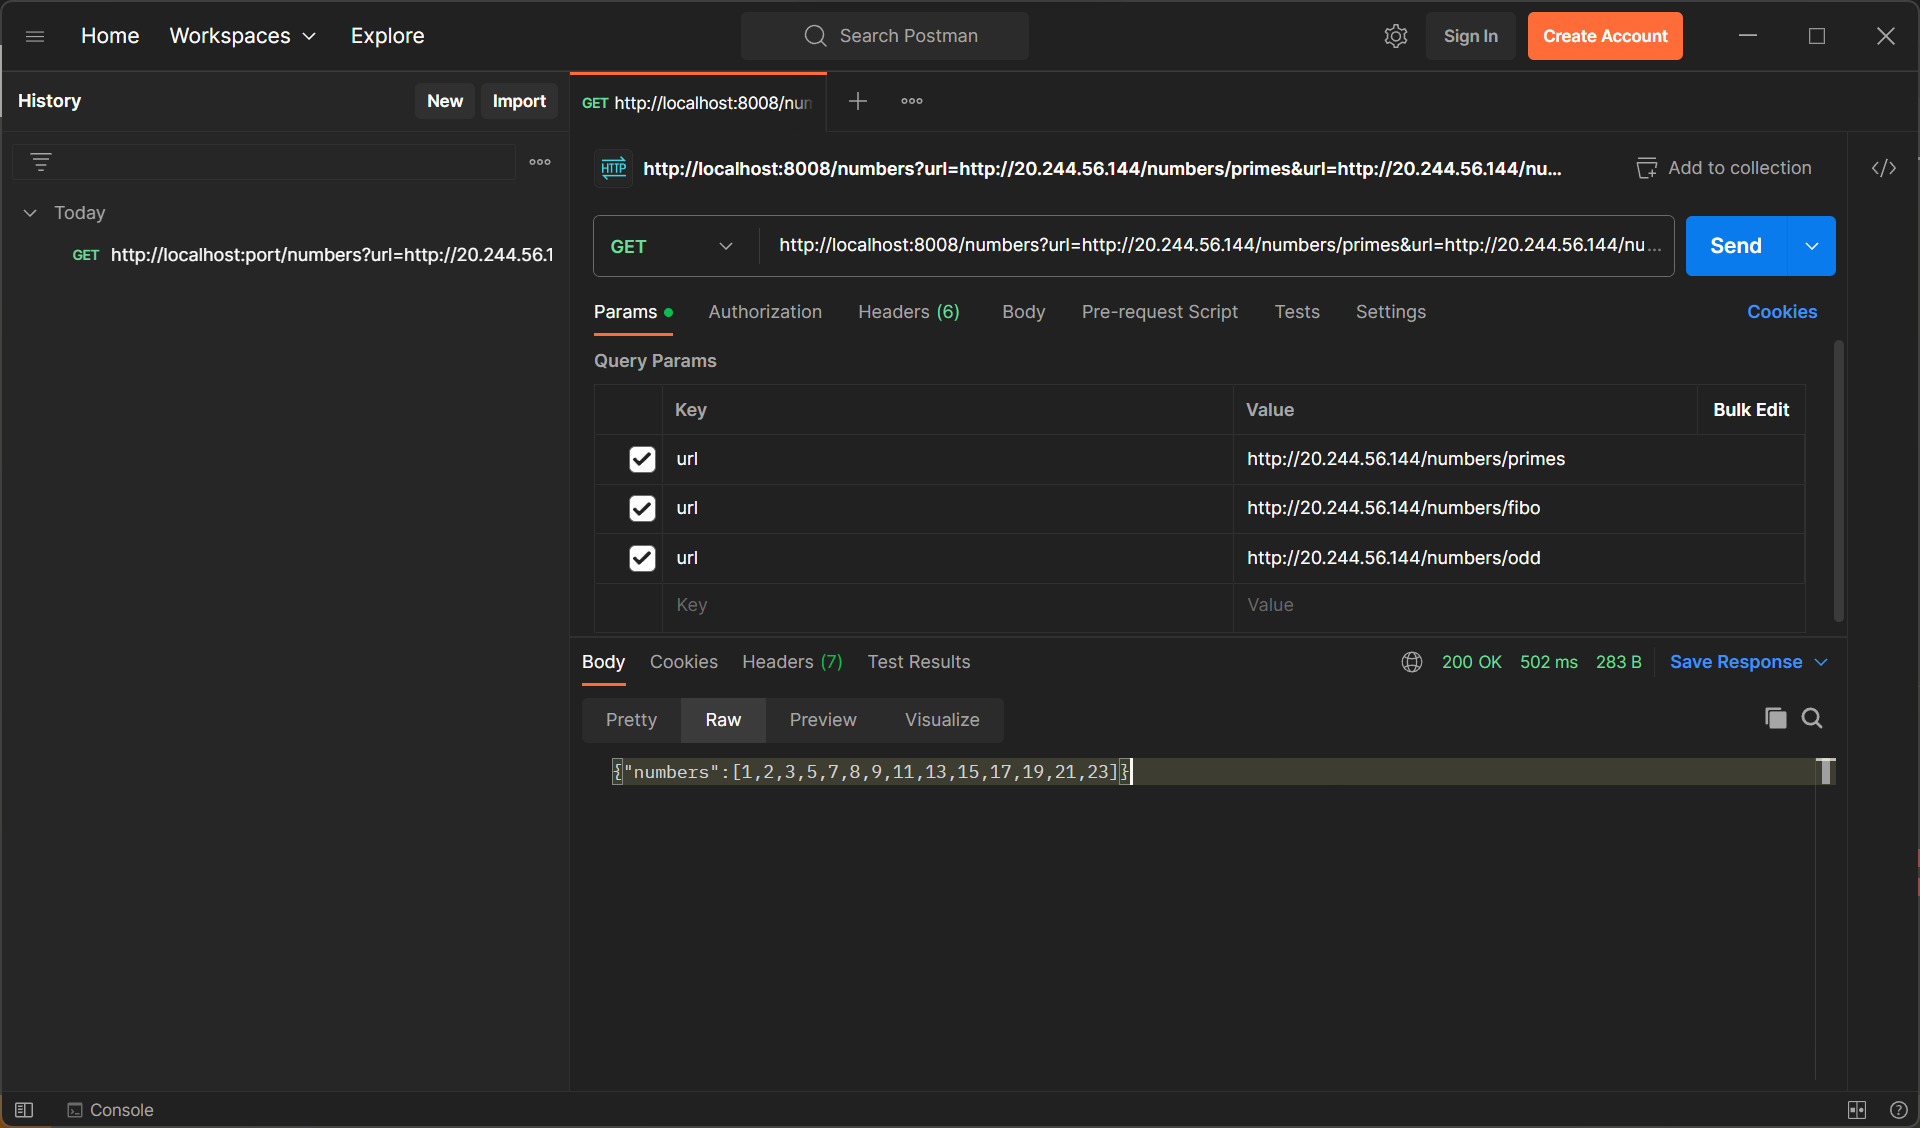 Home Workspaces Explore Search Postman Sign In Create Account
History New Import
GET http://localhost:8008/num
http://localhost:8008/numbers?url=http://20.244.56.144/numbers/primes&url=http://20.244.56.144/nu... Add to collection
Today
GET http://localhost:port/numbers?url=http://20.244.56.1
HTTP
GET http://localhost:8008/numbers?url=http://20.244.56.144/numbers/primes&url=http://20.244.56.144/nu... Send
Params Authorization Headers (6) Body Pre-request Script Tests Settings Cookies
Query Params
Key Value Bulk Edit
url http://20.244.56.144/numbers/primes
url http://20.244.56.144/numbers/fibo
url http://20.244.56.144/numbers/odd
Key Value
Body Cookies Headers (7) Test Results 200 OK 502 ms 283 B Save Response
Pretty Raw Preview Visualize
{"numbers":[1,2,3,5,7,8,9,11,13,15,17,19,21,23]}
Console